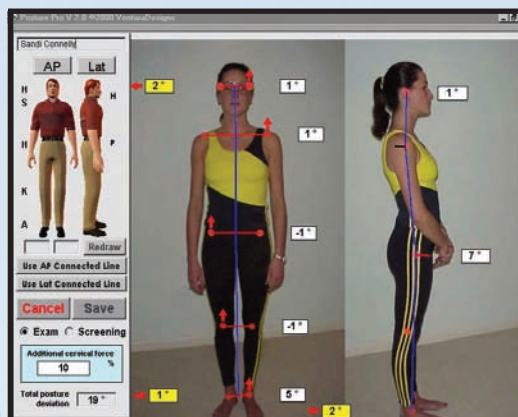 Posture Pro V 2.0 ©2000 VenturaDesigns
Sandi Connelly
AP Lat
H
S
H
H
P
K
A
Redraw
Use AP Connected Line
Use Lat Connected Line
Cancel Save
Exam Screening
Additional cervical force
10 %
Total posture deviation 19 °
2 °
1 °
1 °
-1 °
-1 °
1 °
5 °
1 °
7 °
2 °